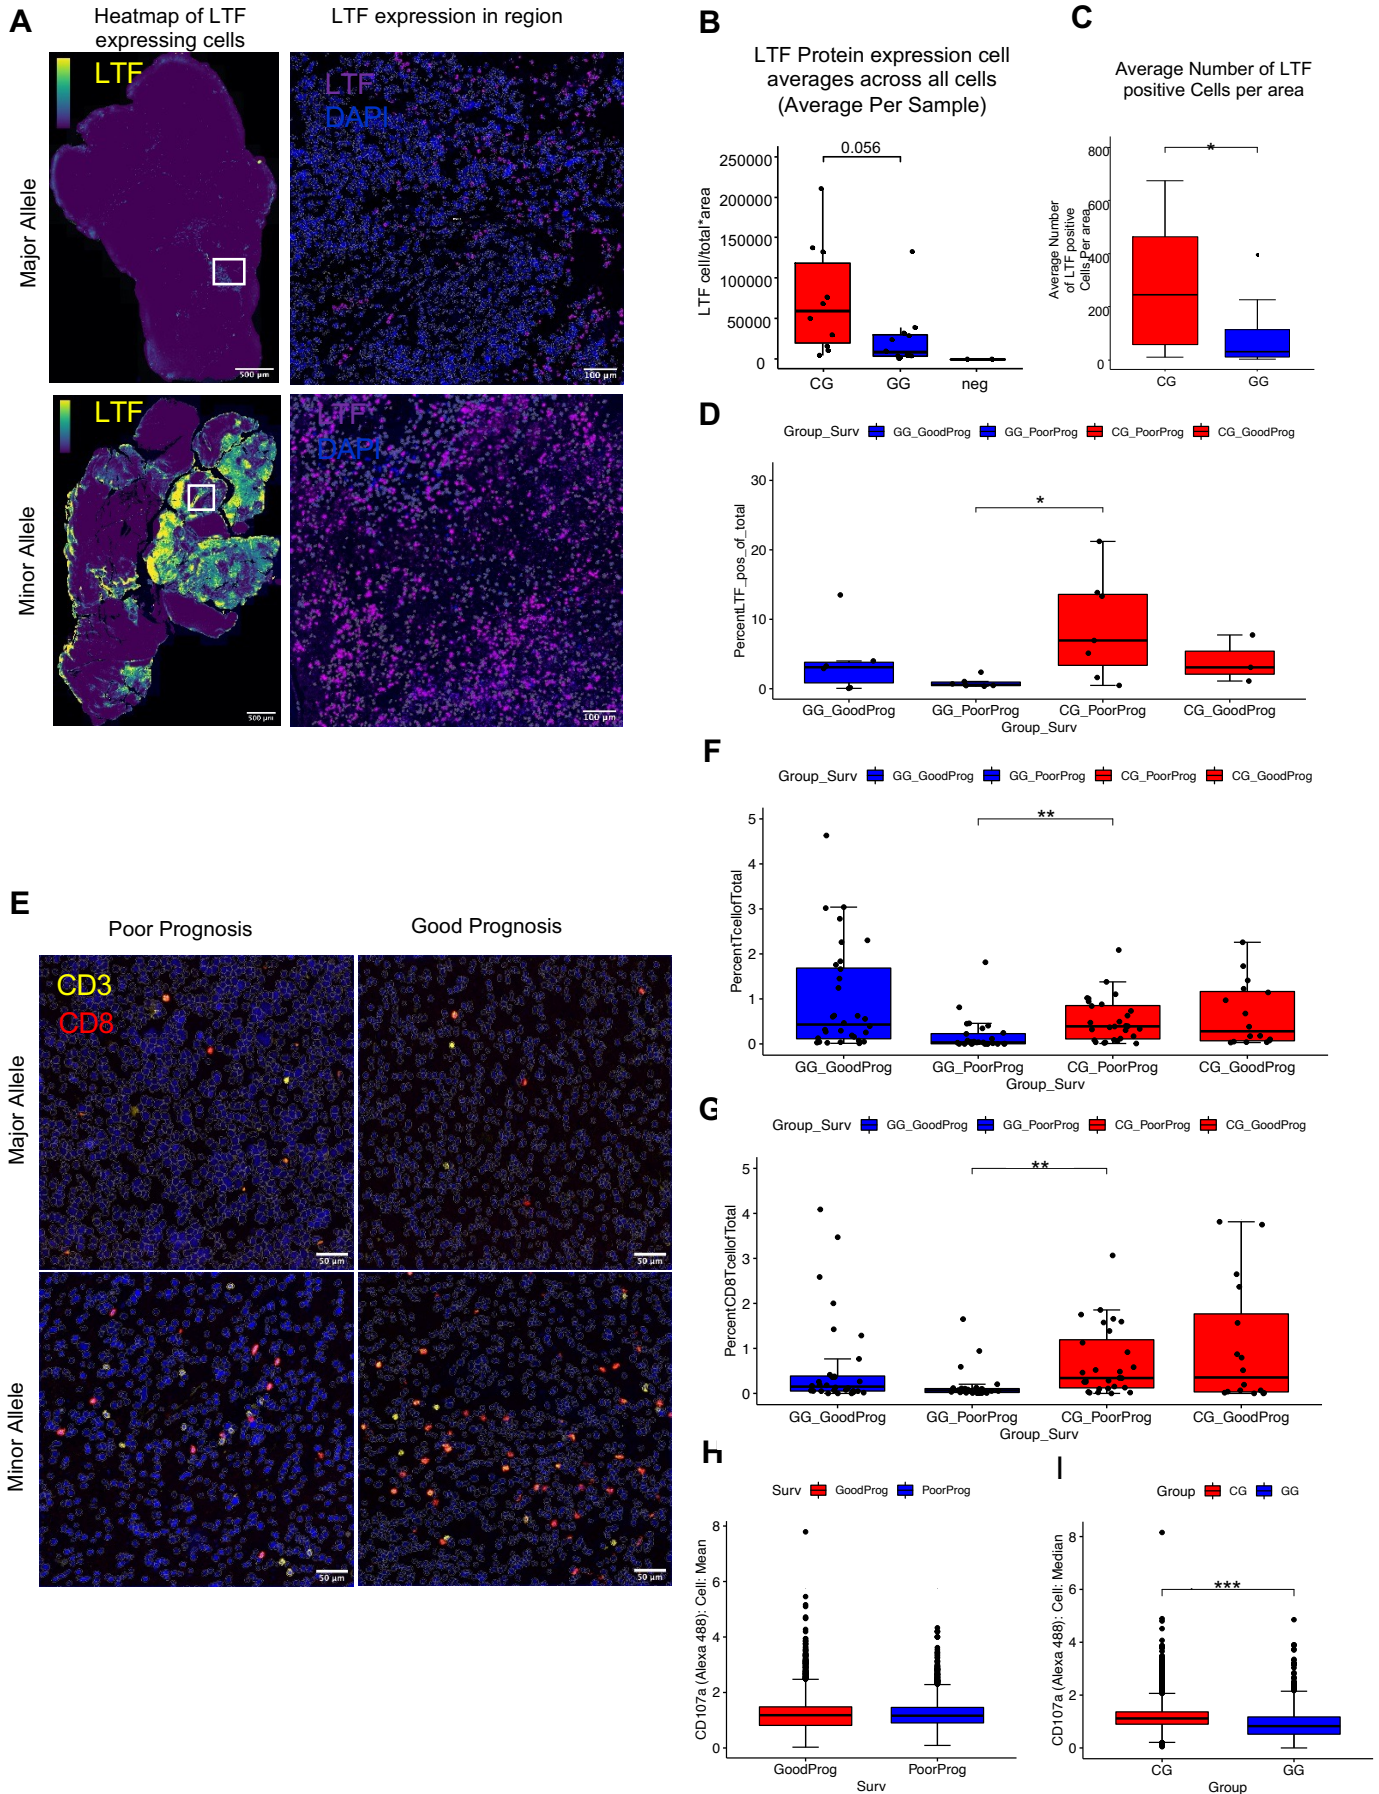 A
Heatmap of LTF
expressing cells
LTF expression in region
Major Allele
LTF
500 µm
LTF
DAPI
100 µm
Minor Allele
LTF
500 µm
LTF
DAPI
100 µm
B
LTF Protein expression cell
averages across all cells
(Average Per Sample)
LTF cell/total*area
250000
200000
150000
100000
50000
0
0.056
CG
GG
neg
C
Average Number of LTF
positive Cells per area
Average Number
of LTF positive
Cells Per area
800
600
400
200
0
*
CG
GG
D
Group_Surv GG_GoodProg GG_PoorProg CG_PoorProg CG_GoodProg
PercentLTF_pos_of_total
30
20
10
0
*
GG_GoodProg
GG_PoorProg
CG_PoorProg
CG_GoodProg
Group_Surv
E
Poor Prognosis
Good Prognosis
Major Allele
CD3
CD8
50 µm
50 µm
Minor Allele
50 µm
50 µm
F
Group_Surv GG_GoodProg GG_PoorProg CG_PoorProg CG_GoodProg
PercentTcellofTotal
5
4
3
2
1
0
**
GG_GoodProg
GG_PoorProg
CG_PoorProg
CG_GoodProg
Group_Surv
G
Group_Surv GG_GoodProg GG_PoorProg CG_PoorProg CG_GoodProg
PercentCD8TcellofTotal
5
4
3
2
1
0
**
GG_GoodProg
GG_PoorProg
CG_PoorProg
CG_GoodProg
Group_Surv
H
Surv GoodProg PoorProg
CD107a (Alexa 488): Cell: Mean
8
6
4
2
0
GoodProg
PoorProg
Surv
I
Group CG GG
CD107a (Alexa 488): Cell: Median
8
6
4
2
0
***
CG
GG
Group